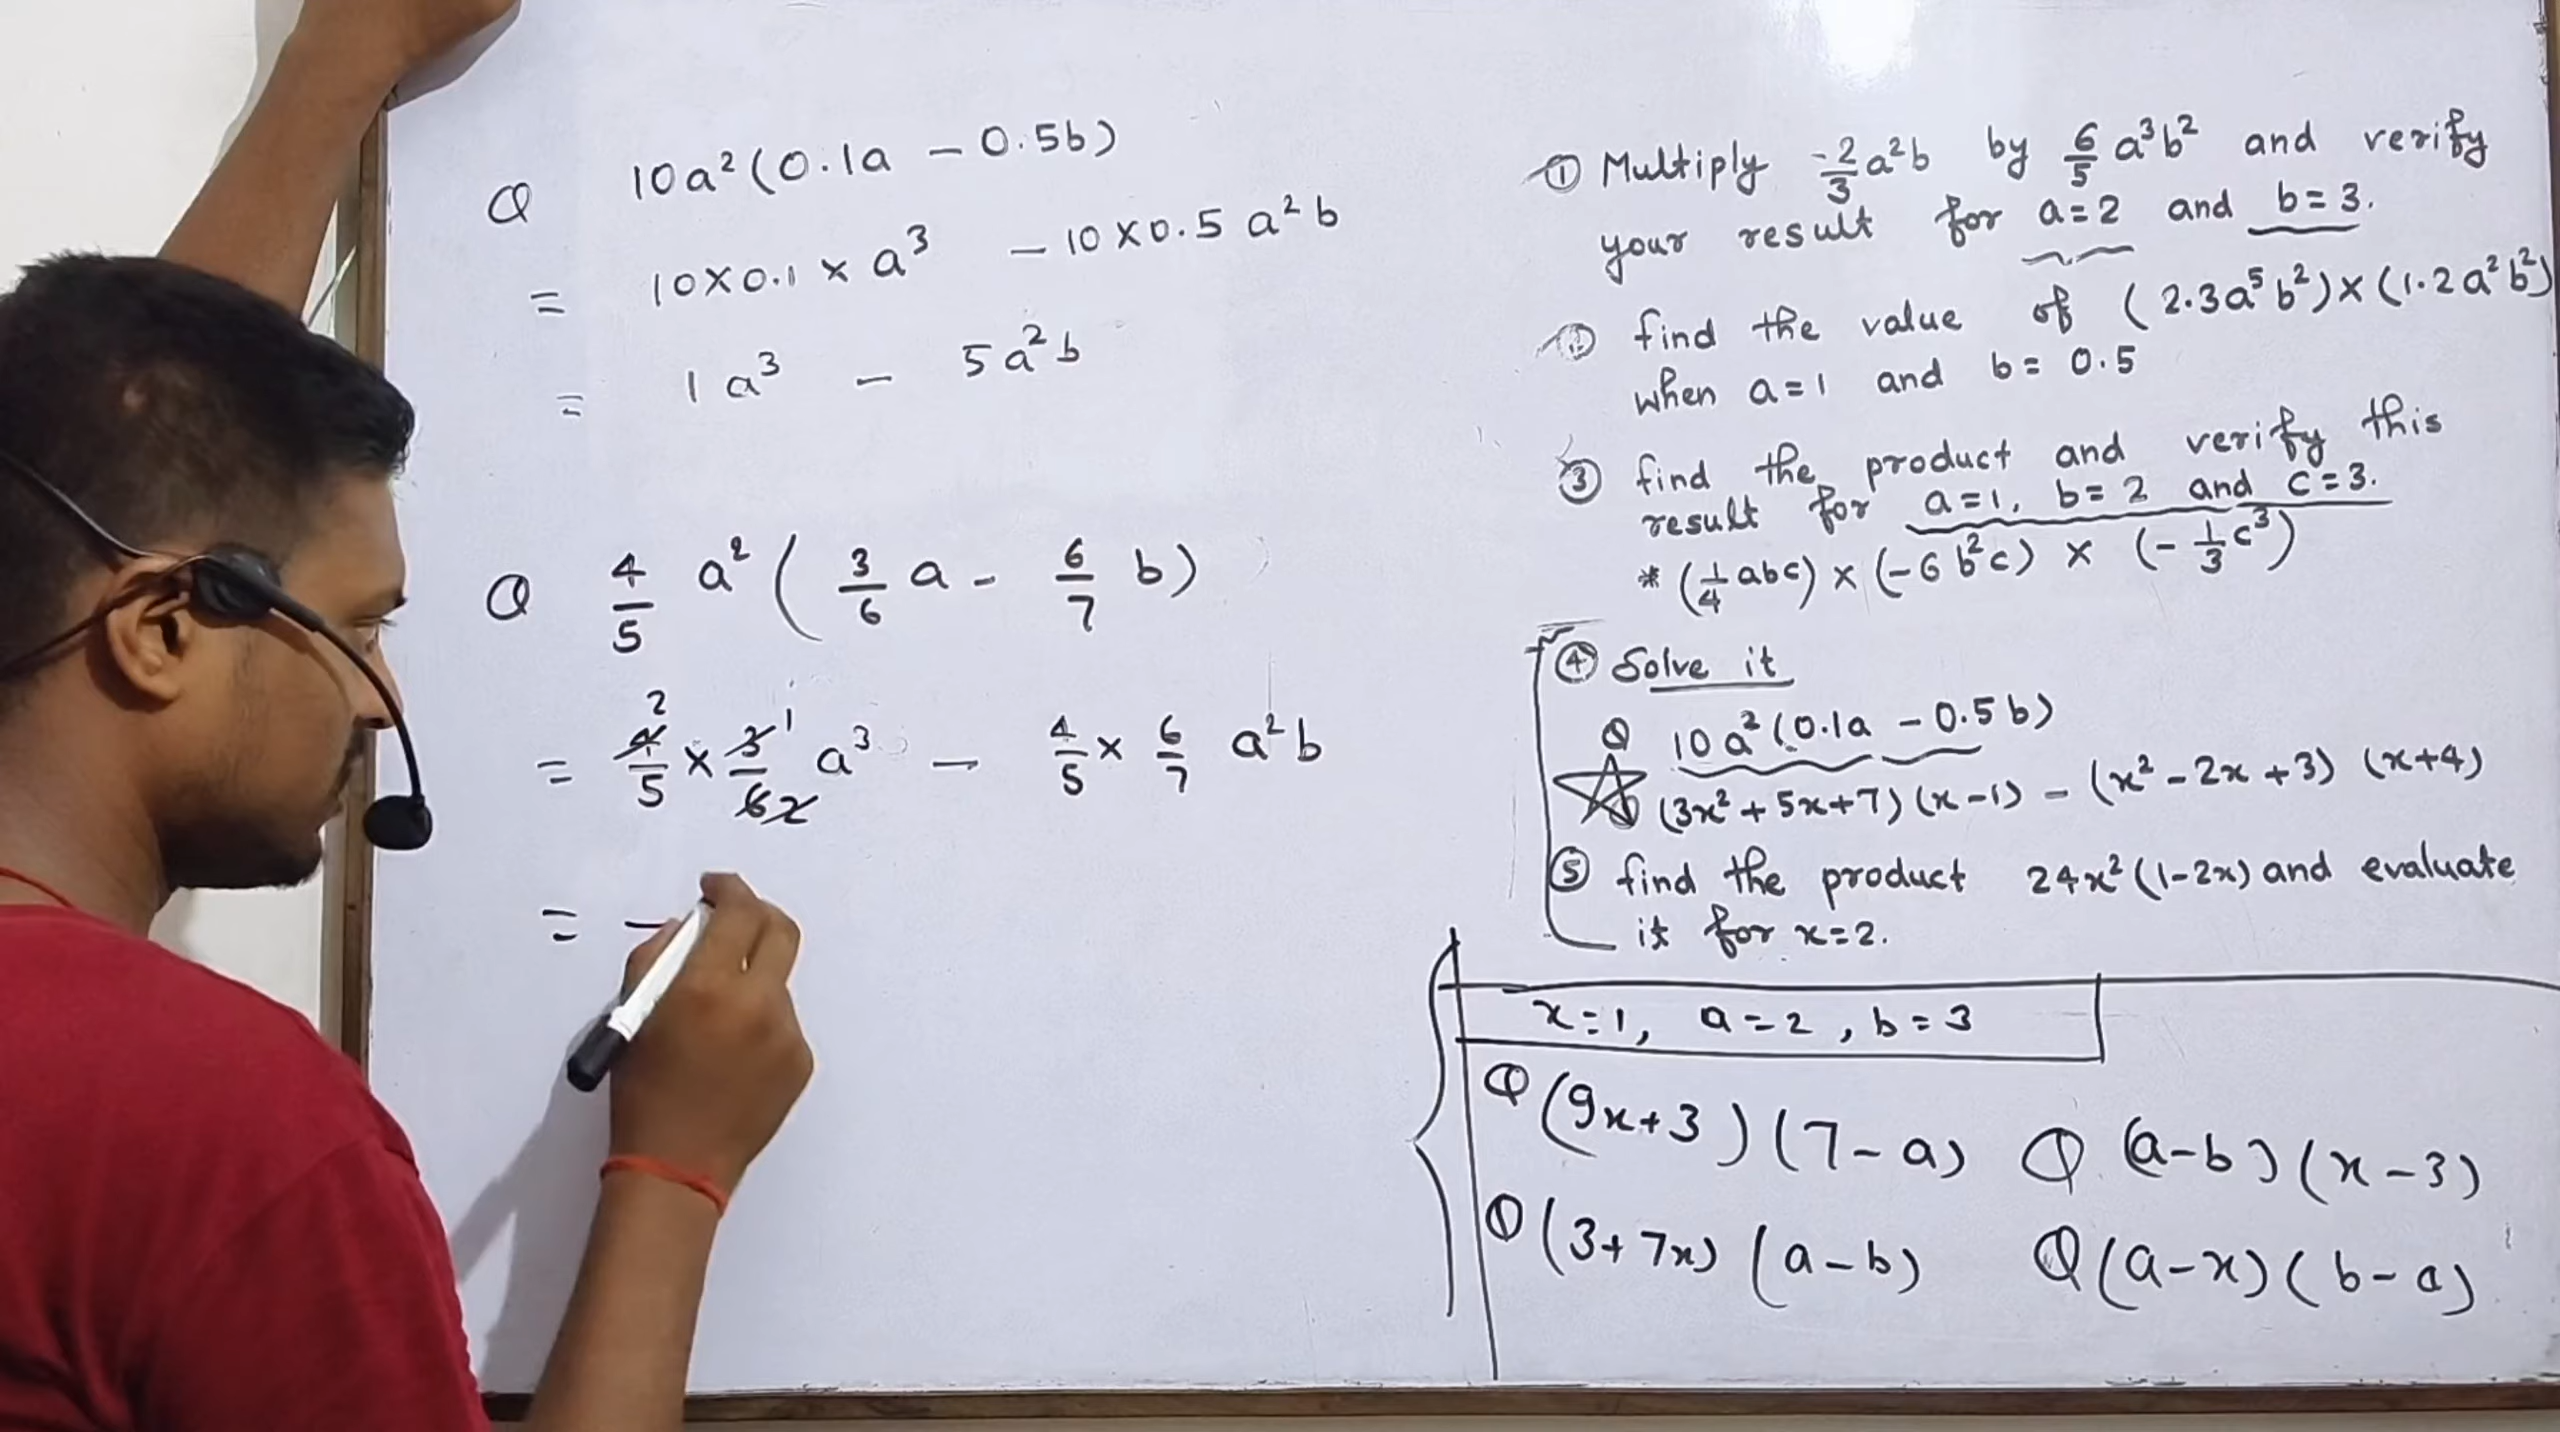 Q 10a²(0.1a - 0.5b)
= 10×0.1×a³ - 10×0.5 a²b
= 1a³ - 5a²b
Q 4/5 a² (3/6 a - 6/7 b)
= 4/5 2 × 3/6 1 2 a³ - 4/5 × 6/7 a²b
= -
① Multiply -2/3 a²b by 6/5 a³b² and verify
your result for a=2 and b=3.
② find the value of (2.3a⁵b²)×(1.2a²b²)
when a=1 and b=0.5
③ find the product and verify this
result for a=1, b=2 and c=3.
* (1/4 abc) × (-6b²c) × (-1/3 c³)
④ Solve it
Q 10a²(0.1a - 0.5b)
(3x²+5x+7)(x-1) - (x²-2x+3)(x+4)
⑤ find the product 24x²(1-2x) and evaluate
it for x=2.
x=1, a=2, b=3
Q (9x+3)(7-a) Q (a-b)(x-3)
Q (3+7x)(a-b) Q (a-x)(b-a)